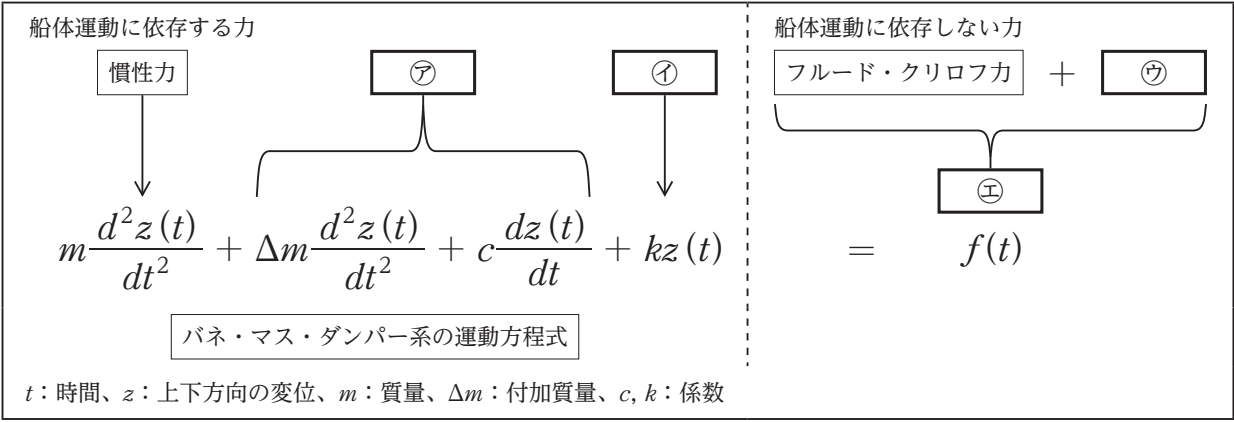 船体運動に依存する力
船体運動に依存しない力
慣性力
㋐
㋑
フルード・クリロフ力 + ㋒
㋓
m d²z(t)/dt² + Δm d²z(t)/dt² + c dz(t)/dt + kz(t) = f(t)
バネ・マス・ダンパー系の運動方程式
t：時間、z：上下方向の変位、m：質量、Δm：付加質量、c, k：係数